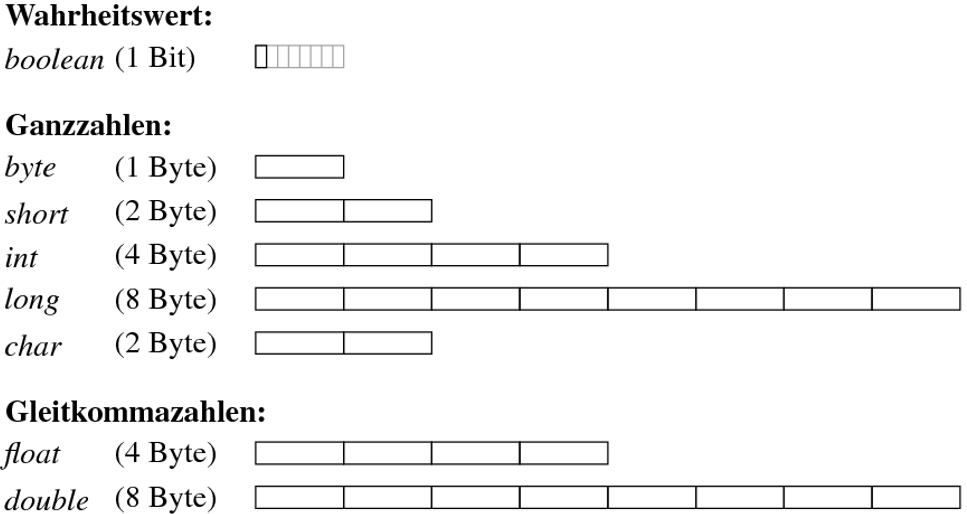 Wahrheitswert:
boolean (1 Bit)
Ganzzahlen:
byte (1 Byte)
short (2 Byte)
int (4 Byte)
long (8 Byte)
char (2 Byte)
Gleitkommazahlen:
float (4 Byte)
double (8 Byte)